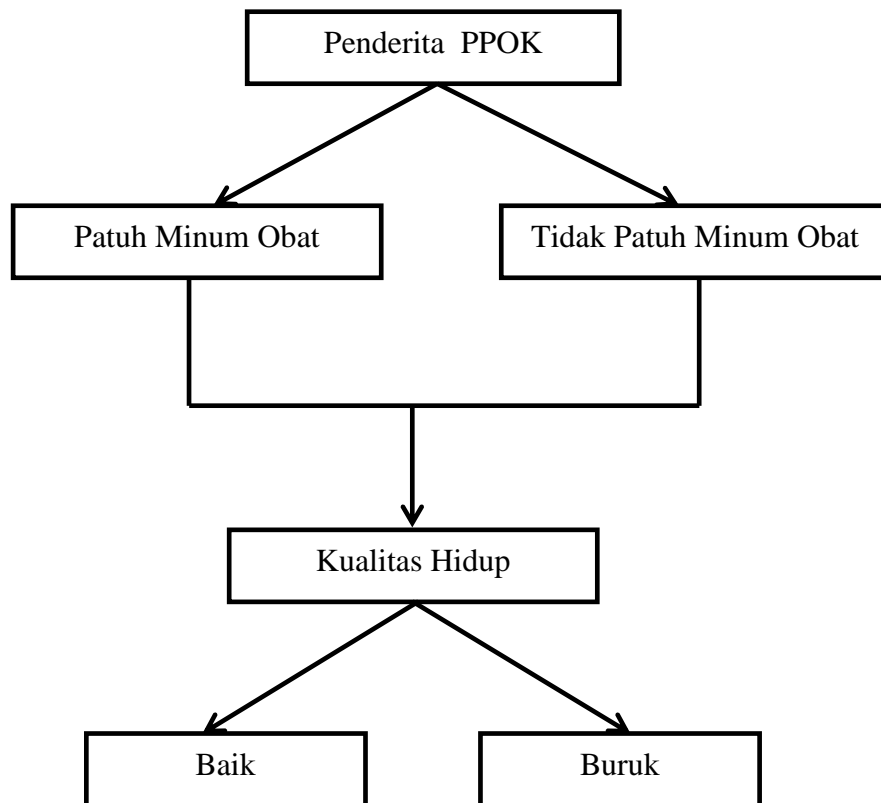 Penderita PPOK
Patuh Minum Obat
Tidak Patuh Minum Obat
Kualitas Hidup
Baik
Buruk